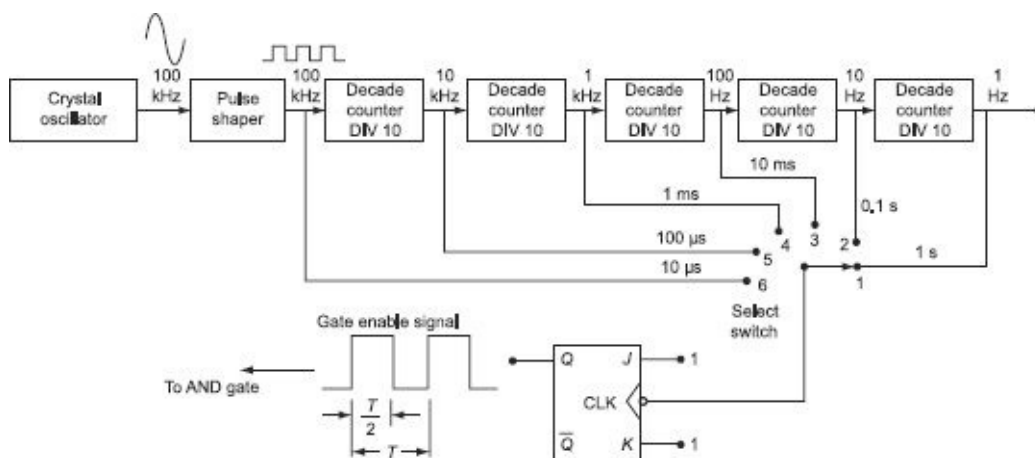 100
kHz
100
kHz
10
kHz
1
kHz
100
Hz
10
Hz
1
Hz
Crystal
oscillator
Pulse
shaper
Decade
counter
DIV 10
Decade
counter
DIV 10
Decade
counter
DIV 10
Decade
counter
DIV 10
Decade
counter
DIV 10
10 ms
1 ms
0.1 s
100 μs
1 s
10 μs
4
3
2
5
6
1
Select
switch
Gate enable signal
To AND gate
T
2
T
Q
J
1
CLK
Q̅
K
1